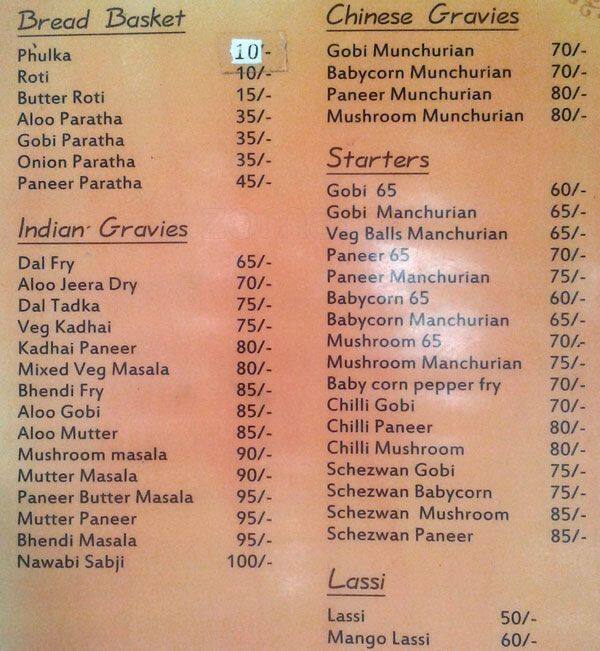 Bread Basket
Phulka 10/-
Roti 10/-
Butter Roti 15/-
Aloo Paratha 35/-
Gobi Paratha 35/-
Onion Paratha 35/-
Paneer Paratha 45/-
Indian Gravies
Dal Fry 65/-
Aloo Jeera Dry 70/-
Dal Tadka 75/-
Veg Kadhai 75/-
Kadhai Paneer 80/-
Mixed Veg Masala 80/-
Bhendi Fry 85/-
Aloo Gobi 85/-
Aloo Mutter 85/-
Mushroom masala 90/-
Mutter Masala 90/-
Paneer Butter Masala 95/-
Mutter Paneer 95/-
Bhendi Masala 95/-
Nawabi Sabji 100/-
Chinese Gravies
Gobi Munchurian 70/-
Babycorn Munchurian 70/-
Paneer Munchurian 80/-
Mushroom Munchurian 80/-
Starters
Gobi 65 60/-
Gobi Manchurian 65/-
Veg Balls Manchurian 65/-
Paneer 65 70/-
Paneer Manchurian 75/-
Babycorn 65 60/-
Babycorn Manchurian 65/-
Mushroom 65 70/-
Mushroom Manchurian 75/-
Baby corn pepper fry 70/-
Chilli Gobi 70/-
Chilli Paneer 80/-
Chilli Mushroom 80/-
Schezwan Gobi 75/-
Schezwan Babycorn 75/-
Schezwan Mushroom 85/-
Schezwan Paneer 85/-
Lassi
Lassi 50/-
Mango Lassi 60/-